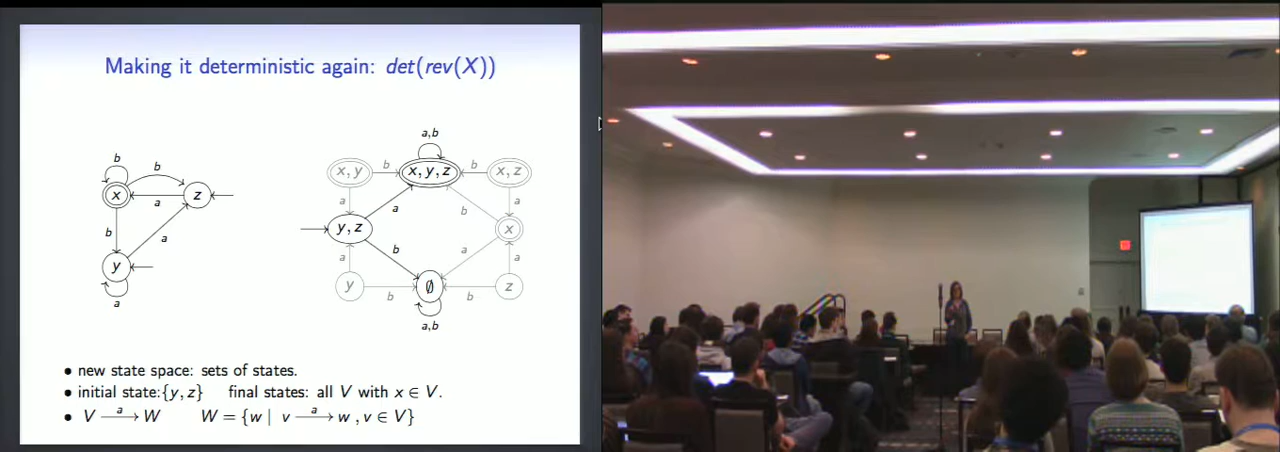 Making it deterministic again: det(rev(X))
a,b
b
b
x, y
b
x, y, z
b
x, z
x
a
z
a
a
a
b
b
a
y, z
x
y
b
a
a
a
a
y
b
∅
b
z
a
a,b
• new state space: sets of states.
• initial state:{y, z} final states: all V with x ∈ V.
• V —a→ W W = {w | v —a→ w , v ∈ V}